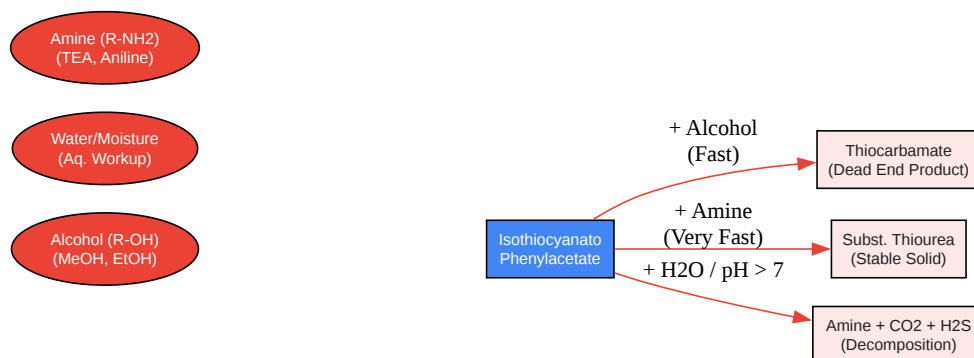 Amine (R-NH2)
(TEA, Aniline)
Water/Moisture
(Aq. Workup)
Alcohol (R-OH)
(MeOH, EtOH)
Isothiocyanato
Phenylacetate
+ Alcohol
(Fast)
+ Amine
(Very Fast)
+ H2O / pH > 7
Thiocarbamate
(Dead End Product)
Subst. Thiourea
(Stable Solid)
Amine + CO2 + H2S
(Decomposition)